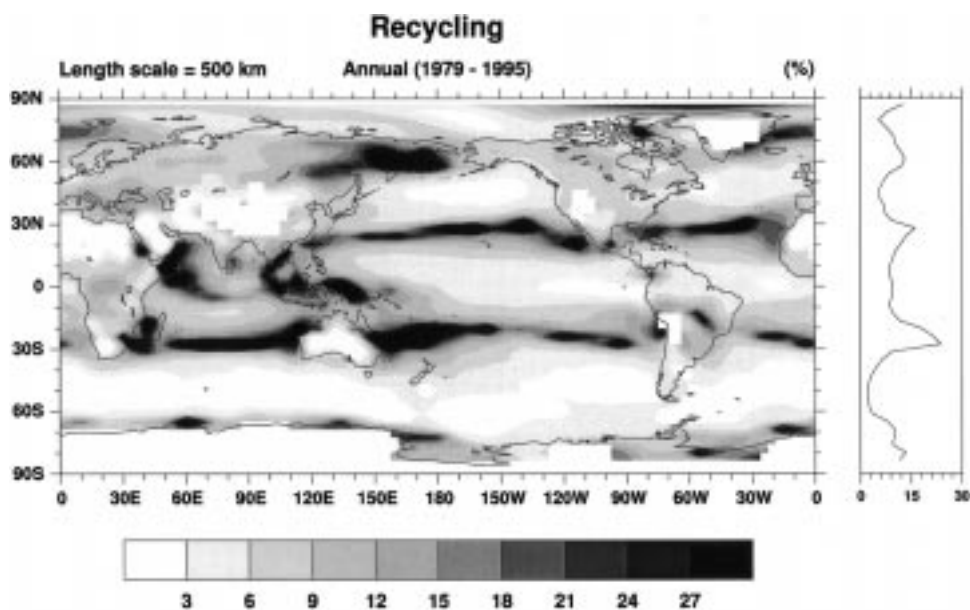 Recycling
Length scale = 500 km Annual (1979 - 1995) (%)
90N
60N
30N
0
30S
60S
90S
0 30E 60E 90E 120E 150E 180 150W 120W 90W 60W 30W 0
0 15 30
3 6 9 12 15 18 21 24 27